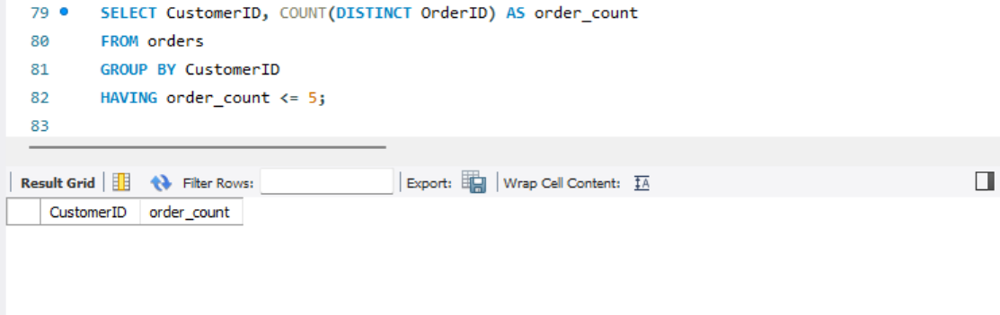 79 SELECT CustomerID, COUNT(DISTINCT OrderID) AS order_count
80 FROM orders
81 GROUP BY CustomerID
82 HAVING order_count <= 5;
83
Result Grid Filter Rows: Export: Wrap Cell Content: IA
CustomerID order_count